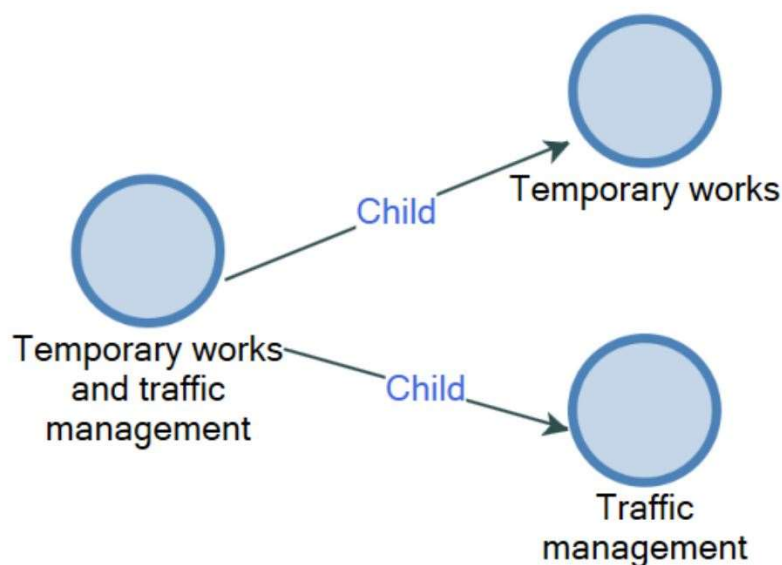 Temporary works
Child
Temporary works
and traffic
management
Child
Traffic
management